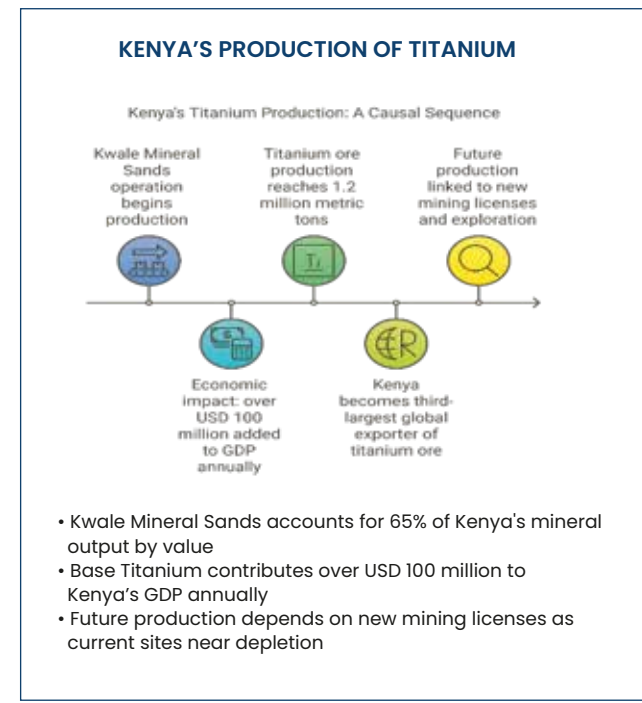 KENYA'S PRODUCTION OF TITANIUM
Kenya's Titanium Production: A Causal Sequence
Kwale Mineral
Sands
operation
begins
production
Titanium ore
production
reaches 1.2
million metric
tons
Future
production
linked to new
mining licenses
and exploration
Ti
R
Economic
impact: over
USD 100
million added
to GDP
annually
Kenya
becomes third-
largest global
exporter of
titanium ore
• Kwale Mineral Sands accounts for 65% of Kenya's mineral
output by value
• Base Titanium contributes over USD 100 million to
Kenya's GDP annually
• Future production depends on new mining licenses as
current sites near depletion